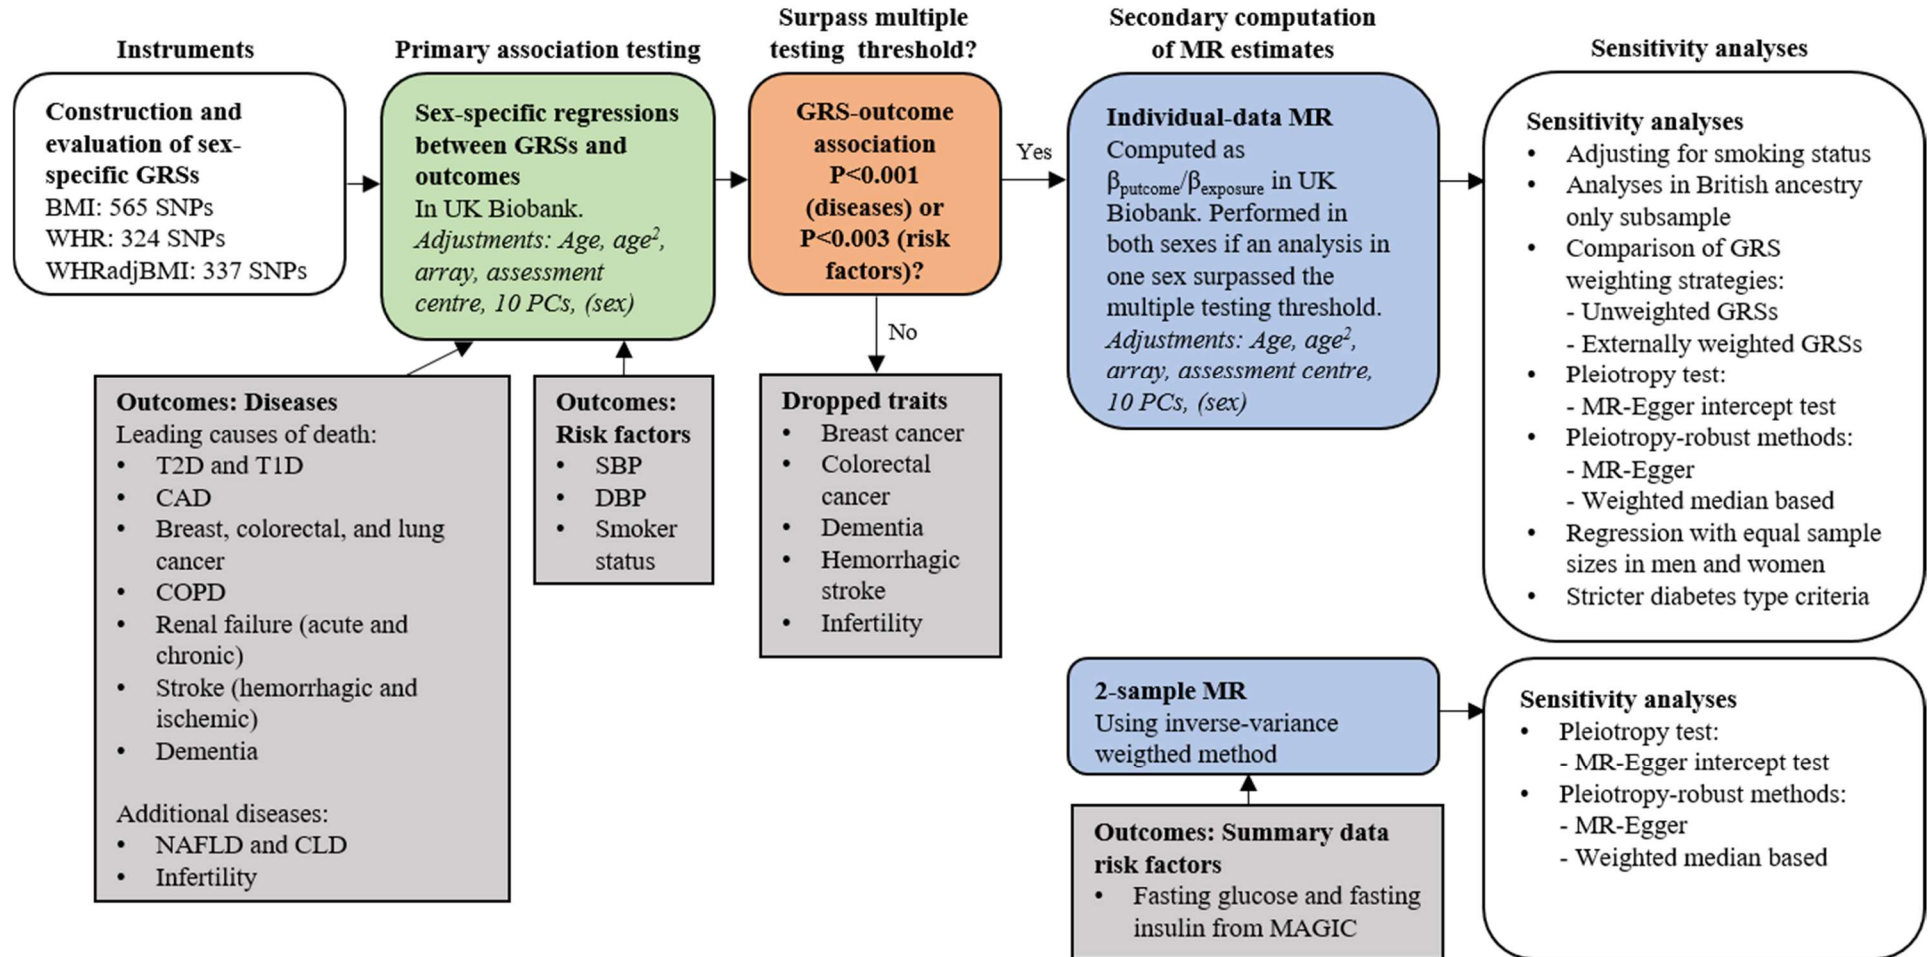 Instruments
Construction and
evaluation of sex-
specific GRSs
BMI: 565 SNPs
WHR: 324 SNPs
WHRadjBMI: 337 SNPs
Primary association testing
Sex-specific regressions
between GRSs and
outcomes
In UK Biobank.
Adjustments: Age, age²,
array, assessment
centre, 10 PCs, (sex)
Outcomes: Diseases
Leading causes of death:
• T2D and T1D
• CAD
• Breast, colorectal, and lung
cancer
• COPD
• Renal failure (acute and
chronic)
• Stroke (hemorrhagic and
ischemic)
• Dementia
Additional diseases:
• NAFLD and CLD
• Infertility
Outcomes:
Risk factors
• SBP
• DBP
• Smoker
status
Surpass multiple
testing threshold?
GRS-outcome
association
P<0.001
(diseases) or
P<0.003 (risk
factors)?
Yes
No
Dropped traits
• Breast cancer
• Colorectal
cancer
• Dementia
• Hemorrhagic
stroke
• Infertility
Secondary computation
of MR estimates
Individual-data MR
Computed as
βputcome/βexposure in UK
Biobank. Performed in
both sexes if an analysis in
one sex surpassed the
multiple testing threshold.
Adjustments: Age, age²,
array, assessment centre,
10 PCs, (sex)
Sensitivity analyses
Sensitivity analyses
• Adjusting for smoking status
• Analyses in British ancestry
only subsample
• Comparison of GRS
weighting strategies:
- Unweighted GRSs
- Externally weighted GRSs
• Pleiotropy test:
- MR-Egger intercept test
• Pleiotropy-robust methods:
- MR-Egger
- Weighted median based
• Regression with equal sample
sizes in men and women
• Stricter diabetes type criteria
2-sample MR
Using inverse-variance
weigthed method
Outcomes: Summary data
risk factors
• Fasting glucose and fasting
insulin from MAGIC
Sensitivity analyses
• Pleiotropy test:
- MR-Egger intercept test
• Pleiotropy-robust methods:
- MR-Egger
- Weighted median based